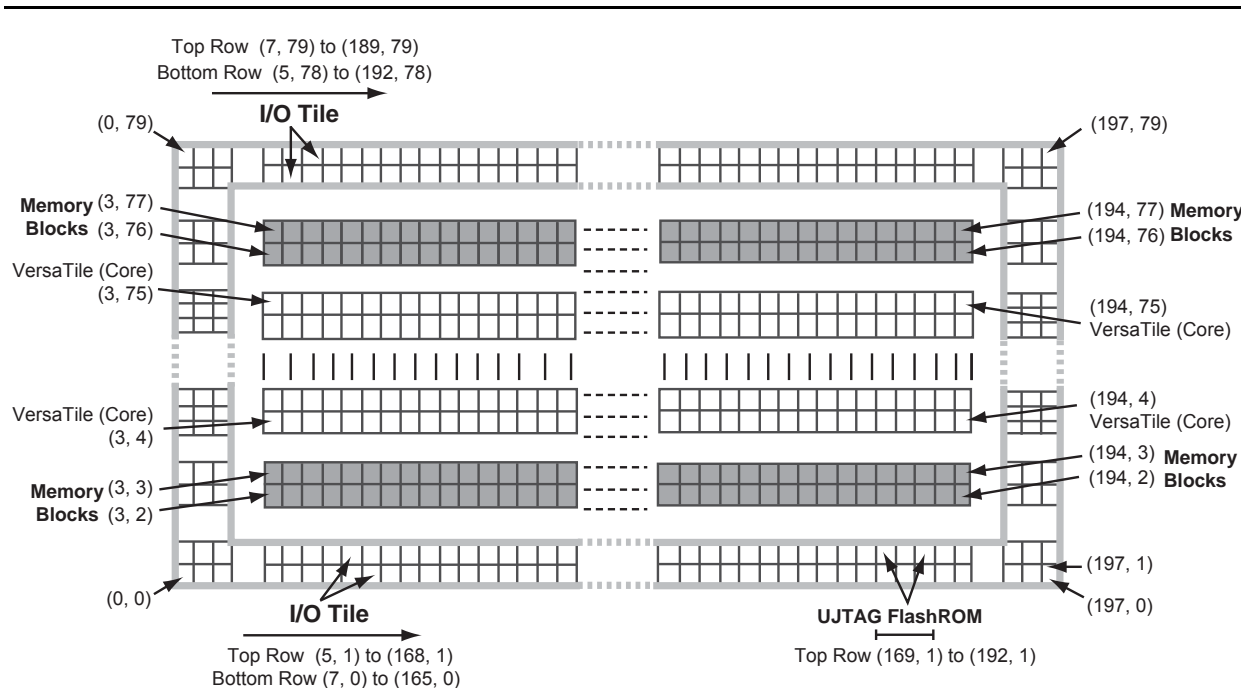 Top Row (7, 79) to (189, 79)
Bottom Row (5, 78) to (192, 78)
I/O Tile
(0, 79)
(197, 79)
Memory (3, 77)
Blocks (3, 76)
(194, 77) Memory
(194, 76) Blocks
VersaTile (Core)
(3, 75)
(194, 75)
VersaTile (Core)
VersaTile (Core)
(3, 4)
(194, 4)
VersaTile (Core)
Memory (3, 3)
Blocks (3, 2)
(194, 3) Memory
(194, 2) Blocks
(197, 1)
(0, 0)
(197, 0)
I/O Tile
Top Row (5, 1) to (168, 1)
Bottom Row (7, 0) to (165, 0)
UJTAG FlashROM
Top Row (169, 1) to (192, 1)